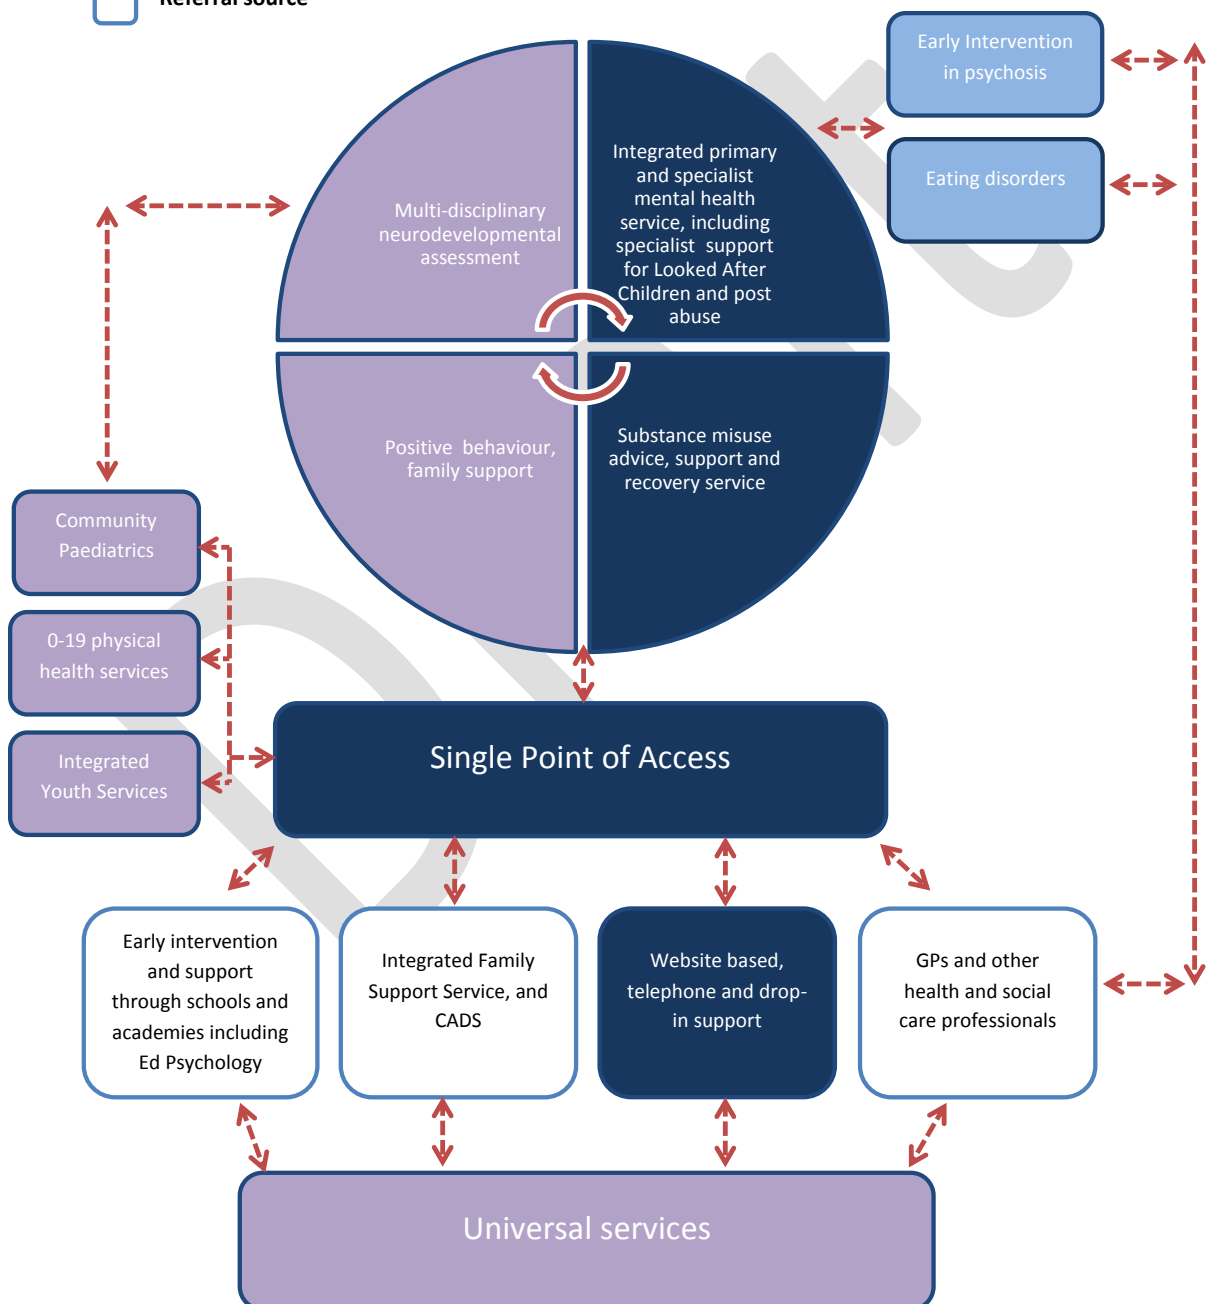 Referral source
Early Intervention
in psychosis
Eating disorders
Integrated primary
and specialist
mental health
service, including
specialist support
for Looked After
Children and post
abuse
Multi-disciplinary
neurodevelopmental
assessment
Positive behaviour,
family support
Substance misuse
advice, support and
recovery service
Community
Paediatrics
0-19 physical
health services
Integrated
Youth Services
Single Point of Access
Early intervention
and support
through schools and
academies including
Ed Psychology
Integrated Family
Support Service, and
CADS
Website based,
telephone and drop-
in support
GPs and other
health and social
care professionals
Universal services
Draft